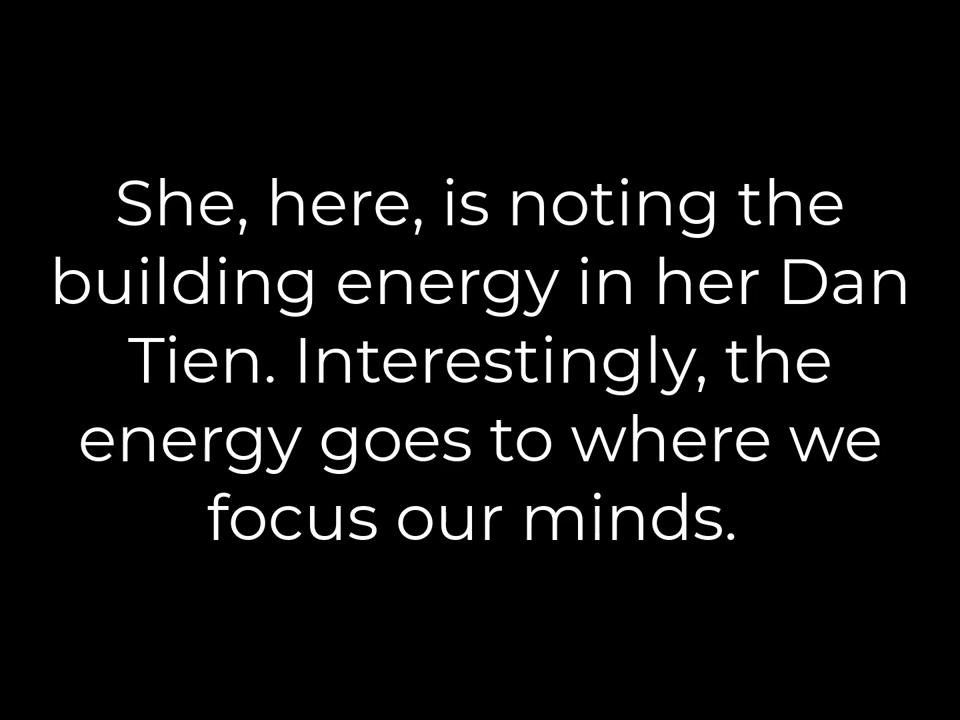 She, here, is noting the
building energy in her Dan
Tien. Interestingly, the
energy goes to where we
focus our minds.